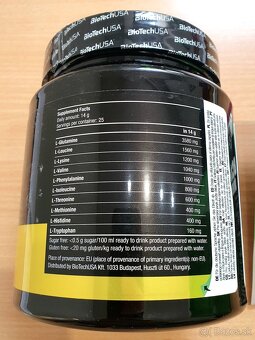 BioTechUSA
BioTechUSA
Supplement Facts
Daily amount: 14 g
Servings per container: 25
in 14 g
L-Glutamine 3580 mg
L-Leucine 1560 mg
L-Lysine 1200 mg
L-Valine 1040 mg
L-Phenylalanine 1000 mg
L-Isoleucine 800 mg
L-Threonine 600 mg
L-Methionine 400 mg
L-Histidine 400 mg
L-Tryptophan 160 mg
Sugar free: <0.5 g sugar/100 ml ready to drink product prepared with water.
Gluten free: <20 mg gluten/kg ready to drink product prepared with water.
Place of provenance: EU (place of provenance of primary ingredient(s): non-EU).
Distributed by BioTechUSA Kft. 1033 Budapest, Huszti út 60., Hungary.